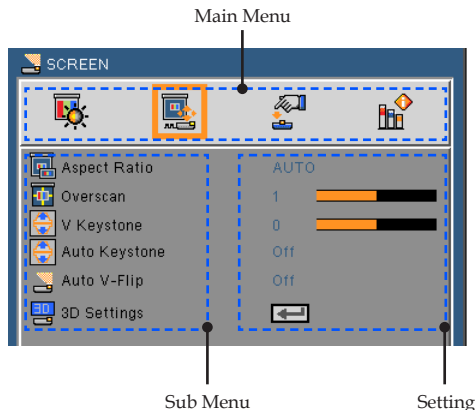 Main Menu
SCREEN
Aspect Ratio AUTO
Overscan 1
V Keystone 0
Auto Keystone Off
Auto V-Flip Off
3D 3D Settings
Sub Menu Setting